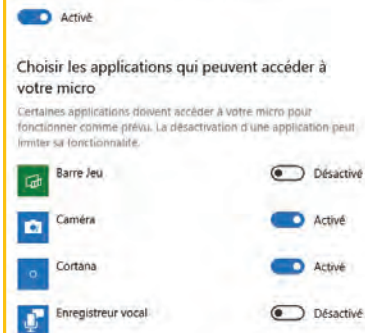 Activé
Choisir les applications qui peuvent accéder à
votre micro
Certaines applications doivent accéder à votre micro pour
fonctionner comme prévu. La désactivation d'une application peut
limiter sa fonctionnalité.
Barre Jeu Désactivé
Caméra Activé
Cortana Activé
Enregistreur vocal Désactivé